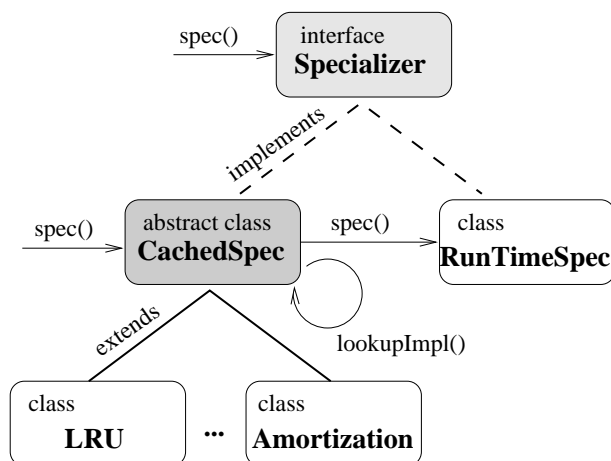 spec()
interface
Specializer
implements
spec()
abstract class
CachedSpec
spec()
class
RunTimeSpec
lookupImpl()
extends
class
LRU
...
class
Amortization